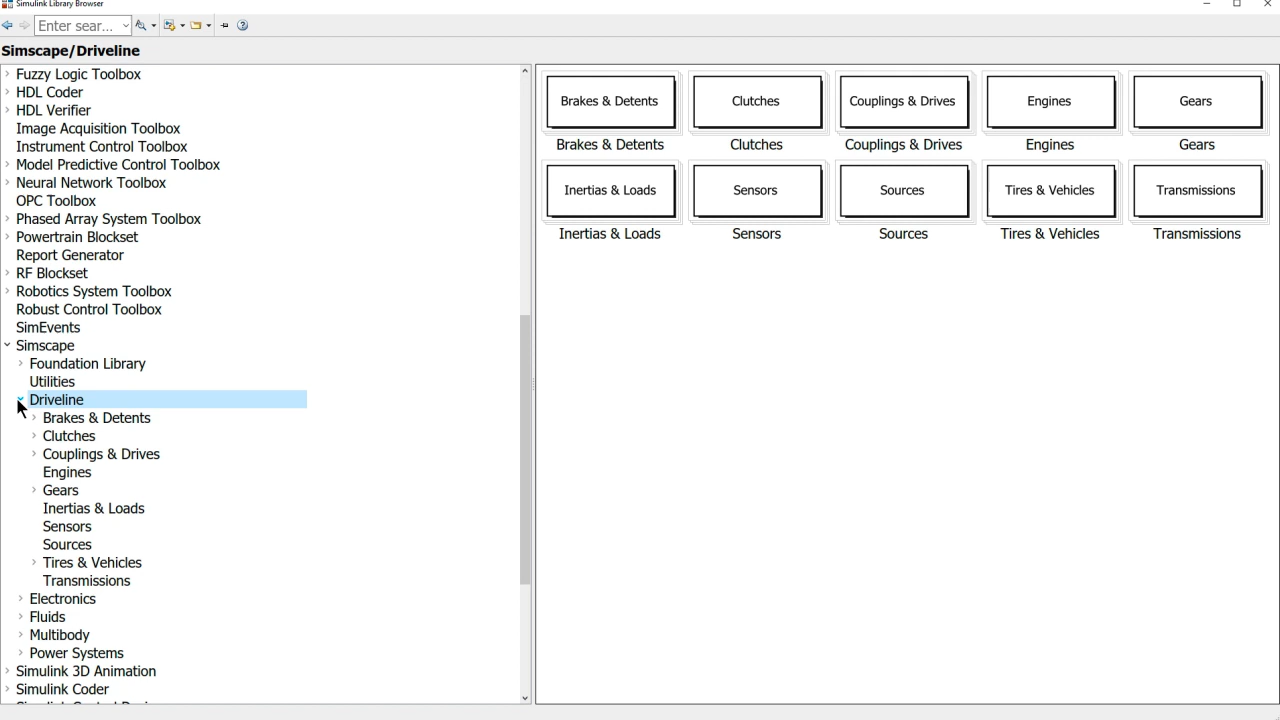 Simulink Library Browser
Enter sear...
Simscape/Driveline
Fuzzy Logic Toolbox
HDL Coder
HDL Verifier
Image Acquisition Toolbox
Instrument Control Toolbox
Model Predictive Control Toolbox
Neural Network Toolbox
OPC Toolbox
Phased Array System Toolbox
Powertrain Blockset
Report Generator
RF Blockset
Robotics System Toolbox
Robust Control Toolbox
SimEvents
Simscape
Foundation Library
Utilities
Driveline
Brakes & Detents
Clutches
Couplings & Drives
Engines
Gears
Inertias & Loads
Sensors
Sources
Tires & Vehicles
Transmissions
Electronics
Fluids
Multibody
Power Systems
Simulink 3D Animation
Simulink Coder
Brakes & Detents Clutches Couplings & Drives Engines Gears
Brakes & Detents Clutches Couplings & Drives Engines Gears
Inertias & Loads Sensors Sources Tires & Vehicles Transmissions
Inertias & Loads Sensors Sources Tires & Vehicles Transmissions